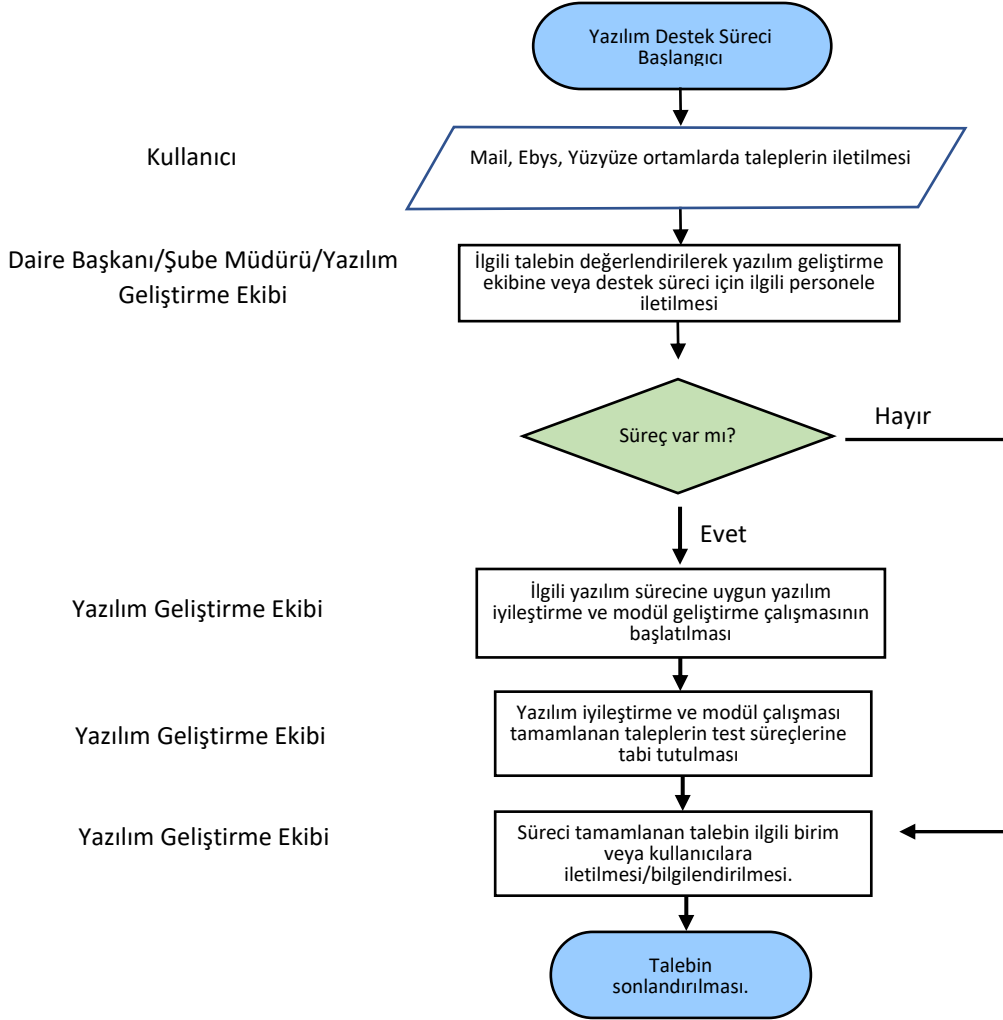 Yazılım Destek Süreci
Başlangıcı
Kullanıcı
Mail, Ebys, Yüzyüze ortamlarda taleplerin iletilmesi
Daire Başkanı/Şube Müdürü/Yazılım
Geliştirme Ekibi
İlgili talebin değerlendirilerek yazılım geliştirme
ekibine veya destek süreci için ilgili personele
iletilmesi
Süreç var mı?
Hayır
Evet
Yazılım Geliştirme Ekibi
İlgili yazılım sürecine uygun yazılım
iyileştirme ve modül geliştirme çalışmasının
başlatılması
Yazılım Geliştirme Ekibi
Yazılım iyileştirme ve modül çalışması
tamamlanan taleplerin test süreçlerine
tabi tutulması
Yazılım Geliştirme Ekibi
Süreci tamamlanan talebin ilgili birim
veya kullanıcılara
iletilmesi/bilgilendirilmesi.
Talebin
sonlandırılması.